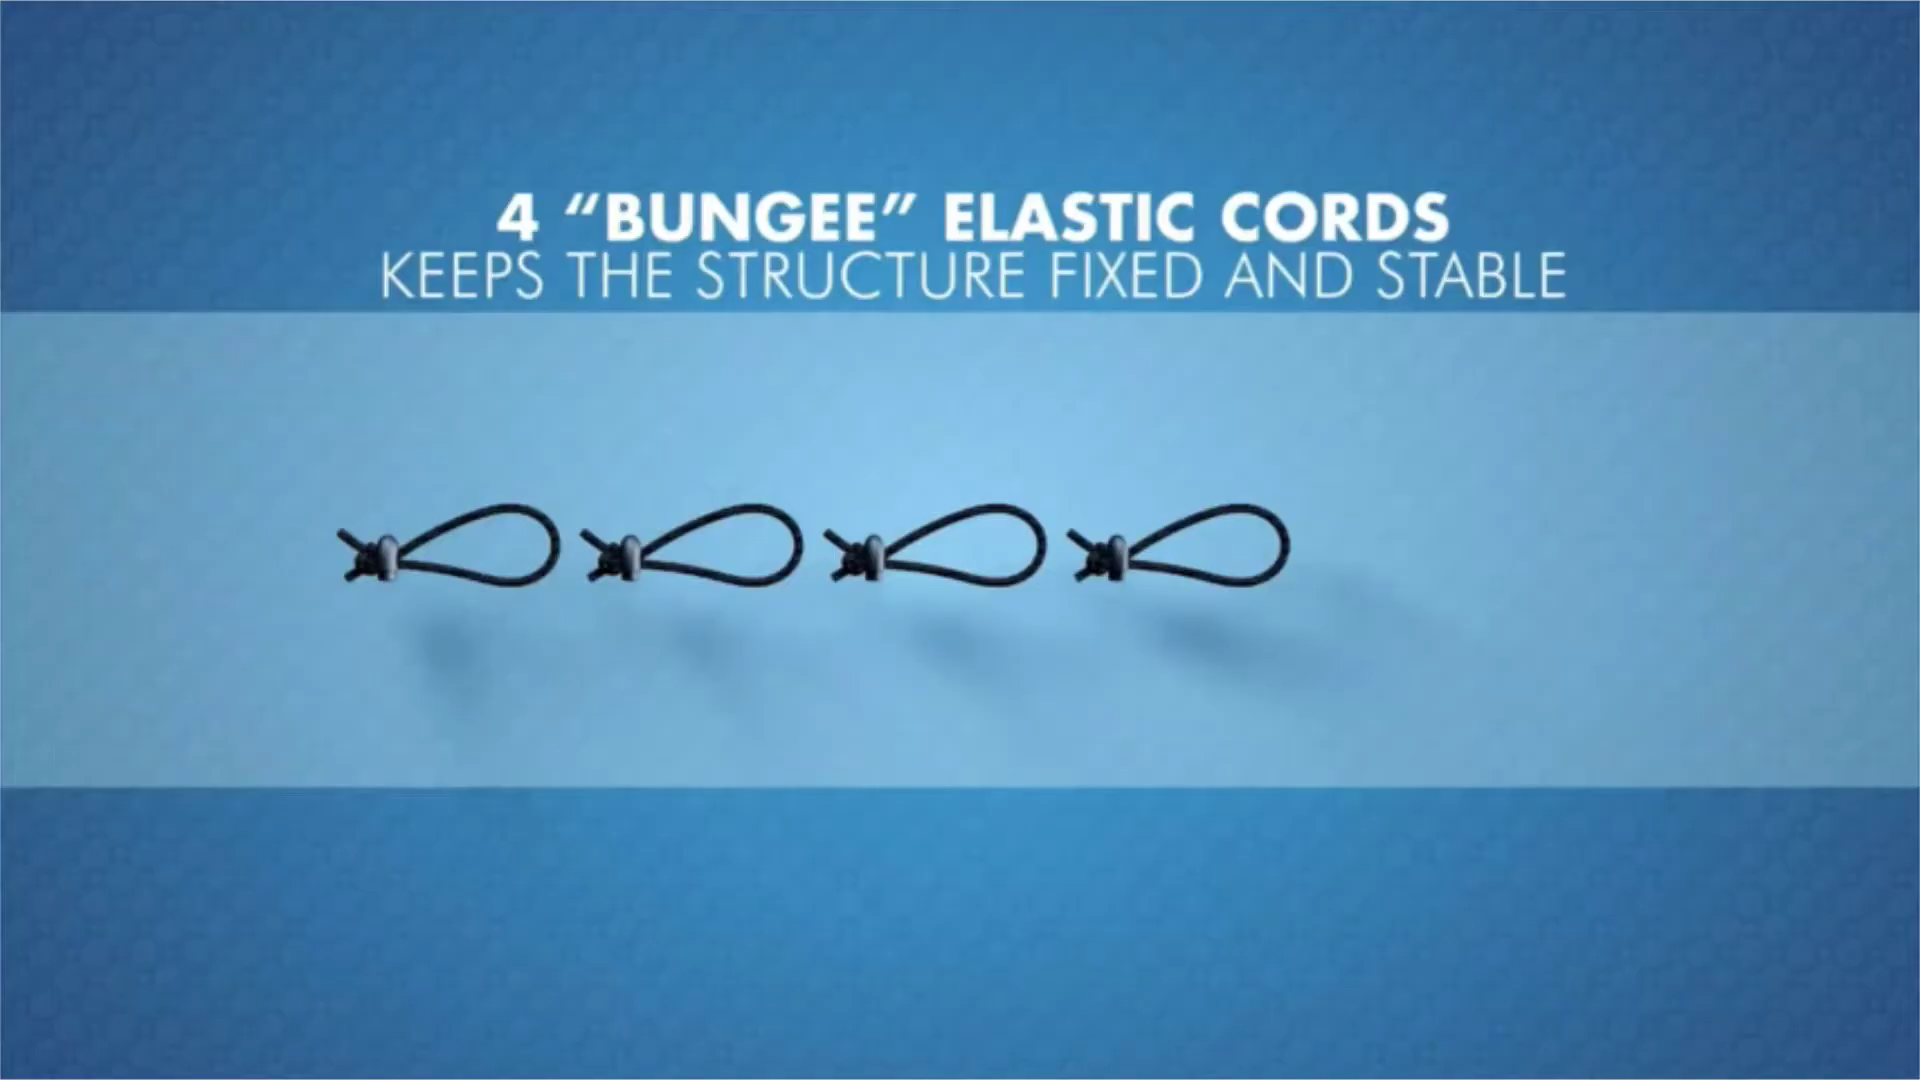 4 “BUNGEE” ELASTIC CORDS
KEEPS THE STRUCTURE FIXED AND STABLE